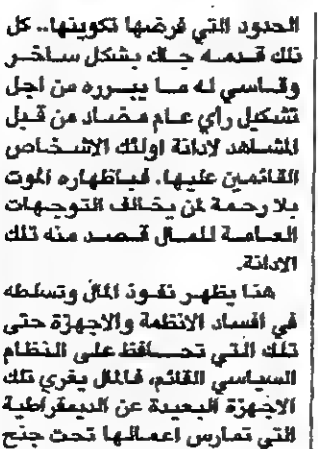 الحدود التي فرضها تكوينها.. كل
تلك قدمه جاك بشكل ساخر
وقاسي له ما يبرره من اجل
تشكيل رأي عام مضاد من قبل
المشاهد لادانة اولئك الاشخاص
القائمين عليها. فباظهاره الموت
بلا رحمة لمن يخالف التوجهات
العامة للمال قصد منه تلك
الادانة.
هنا يظهر نفوذ المال وتسلطه
في افساد الانظمة والاجهزة حتى
تلك التي تحافظ على النظام
السياسي القائم، فالمال يغري تلك
الاجهزة البعيدة عن الديمقراطية
التي تمارس اعمالها تحت جنح